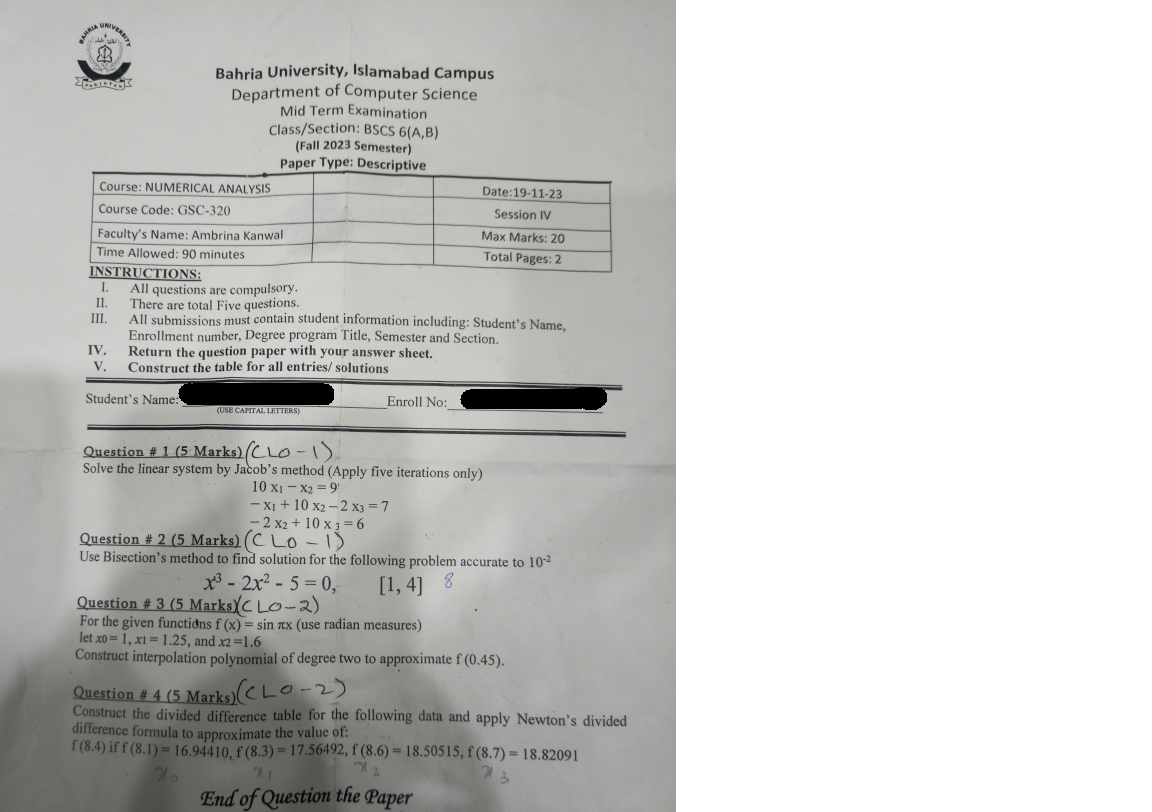 BAHRIA UNIVERSITY
PAKISTAN
Bahria University, Islamabad Campus
Department of Computer Science
Mid Term Examination
Class/Section: BSCS 6(A,B)
(Fall 2023 Semester)
Paper Type: Descriptive
Course: NUMERICAL ANALYSIS Date:19-11-23
Course Code: GSC-320 Session IV
Faculty's Name: Ambrina Kanwal Max Marks: 20
Time Allowed: 90 minutes Total Pages: 2
INSTRUCTIONS:
I. All questions are compulsory.
II. There are total Five questions.
III. All submissions must contain student information including: Student's Name,
Enrollment number, Degree program Title, Semester and Section.
IV. Return the question paper with your answer sheet.
V. Construct the table for all entries/ solutions
Student's Name: Enroll No:
(USE CAPITAL LETTERS)
Question # 1 (5 Marks) (CLO-1)
Solve the linear system by Jacob's method (Apply five iterations only)
10 x1 − x2 = 9
− x1 + 10 x2 − 2 x3 = 7
− 2 x2 + 10 x 3 = 6
Question # 2 (5 Marks) (CLO-1)
Use Bisection's method to find solution for the following problem accurate to 10-2
x3 - 2x2 - 5 = 0, [1, 4] 8
Question # 3 (5 Marks) (CLO-2)
For the given functions f (x) = sin πx (use radian measures)
let x0 = 1, x1 = 1.25, and x2 =1.6
Construct interpolation polynomial of degree two to approximate f (0.45).
Question # 4 (5 Marks) (CLO-2)
Construct the divided difference table for the following data and apply Newton's divided
difference formula to approximate the value of:
f (8.4) if f (8.1) = 16.94410, f (8.3) = 17.56492, f (8.6) = 18.50515, f (8.7) = 18.82091
x0 x1 x2 x3
End of Question the Paper